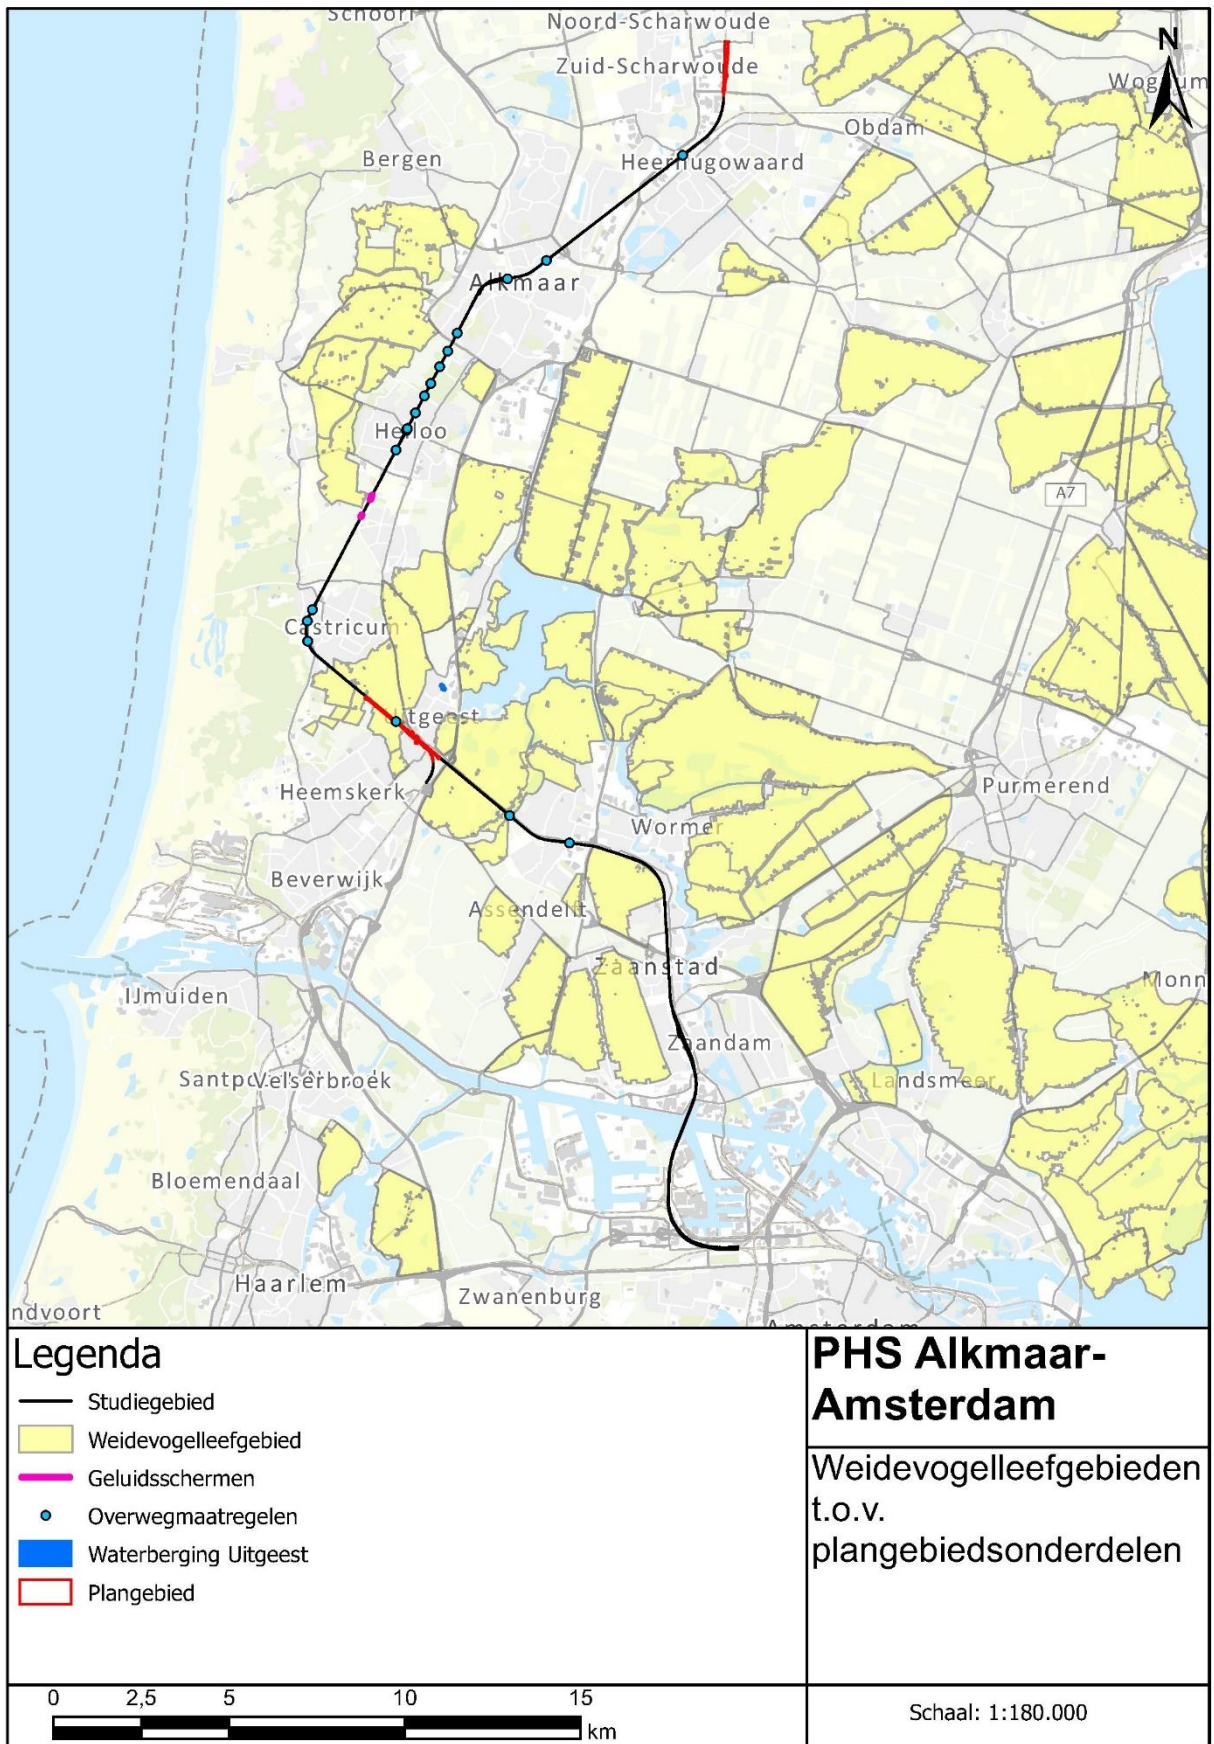 Schoorl
Noord-Scharwoude
N
Zuid-Scharwoude
Obdam
Bergen
Heerhugowaard
Alkmaar
Heiloo
A7
Castricum
Uitgeest
Purmerend
Heemskerk
Wormer
Beverwijk
Assendelft
Zaanstad
Monn
IJmuiden
Zaandam
Landsmeer
Velserbroek
Bloemendaal
Haarlem
Zwanenburg
ndvoort
Amsterdam
Legenda
Studiegebied
Weidevogelleefgebied
Geluidsschermen
Overwegmaatregelen
Waterberging Uitgeest
Plangebied
PHS Alkmaar-
Amsterdam
Weidevogelleefgebieden
t.o.v.
plangebiedsonderdelen
0 2,5 5 10 15
km
Schaal: 1:180.000